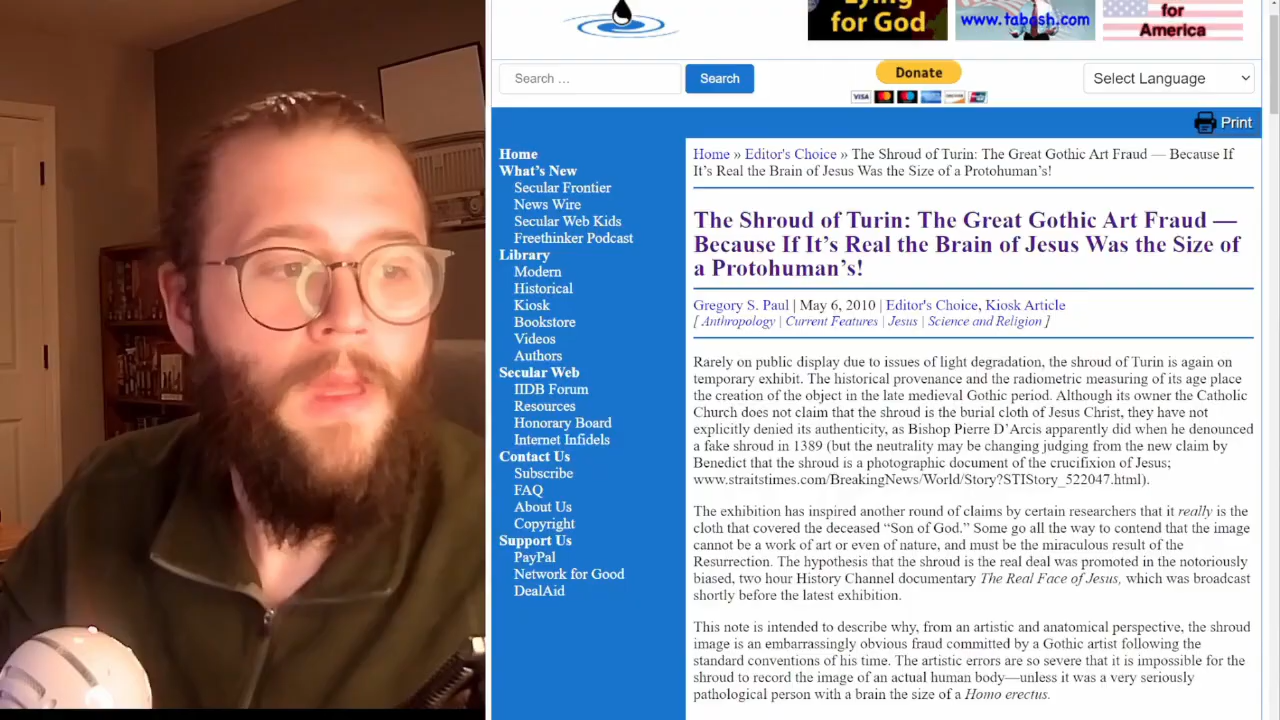 Lying
for God
www.tabash.com
for
America
Search …
Search
Donate
VISA
Select Language
Print
Home
What's New
Secular Frontier
News Wire
Secular Web Kids
Freethinker Podcast
Library
Modern
Historical
Kiosk
Bookstore
Videos
Authors
Secular Web
IIDB Forum
Resources
Honorary Board
Internet Infidels
Contact Us
Subscribe
FAQ
About Us
Copyright
Support Us
PayPal
Network for Good
DealAid
Home » Editor's Choice » The Shroud of Turin: The Great Gothic Art Fraud — Because If
It’s Real the Brain of Jesus Was the Size of a Protohuman’s!
The Shroud of Turin: The Great Gothic Art Fraud —
Because If It’s Real the Brain of Jesus Was the Size of
a Protohuman’s!
Gregory S. Paul | May 6, 2010 | Editor's Choice, Kiosk Article
[ Anthropology | Current Features | Jesus | Science and Religion ]
Rarely on public display due to issues of light degradation, the shroud of Turin is again on
temporary exhibit. The historical provenance and the radiometric measuring of its age place
the creation of the object in the late medieval Gothic period. Although its owner the Catholic
Church does not claim that the shroud is the burial cloth of Jesus Christ, they have not
explicitly denied its authenticity, as Bishop Pierre D’Arcis apparently did when he denounced
a fake shroud in 1389 (but the neutrality may be changing judging from the new claim by
Benedict that the shroud is a photographic document of the crucifixion of Jesus;
www.straitstimes.com/BreakingNews/World/Story?STIStory_522047.html).
The exhibition has inspired another round of claims by certain researchers that it really is the
cloth that covered the deceased “Son of God.” Some go all the way to contend that the image
cannot be a work of art or even of nature, and must be the miraculous result of the
Resurrection. The hypothesis that the shroud is the real deal was promoted in the notoriously
biased, two hour History Channel documentary The Real Face of Jesus, which was broadcast
shortly before the latest exhibition.
This note is intended to describe why, from an artistic and anatomical perspective, the shroud
image is an embarrassingly obvious fraud committed by a Gothic artist following the
standard conventions of his time. The artistic errors are so severe that it is impossible for the
shroud to record the image of an actual human body—unless it was a very seriously
pathological person with a brain the size of a Homo erectus.